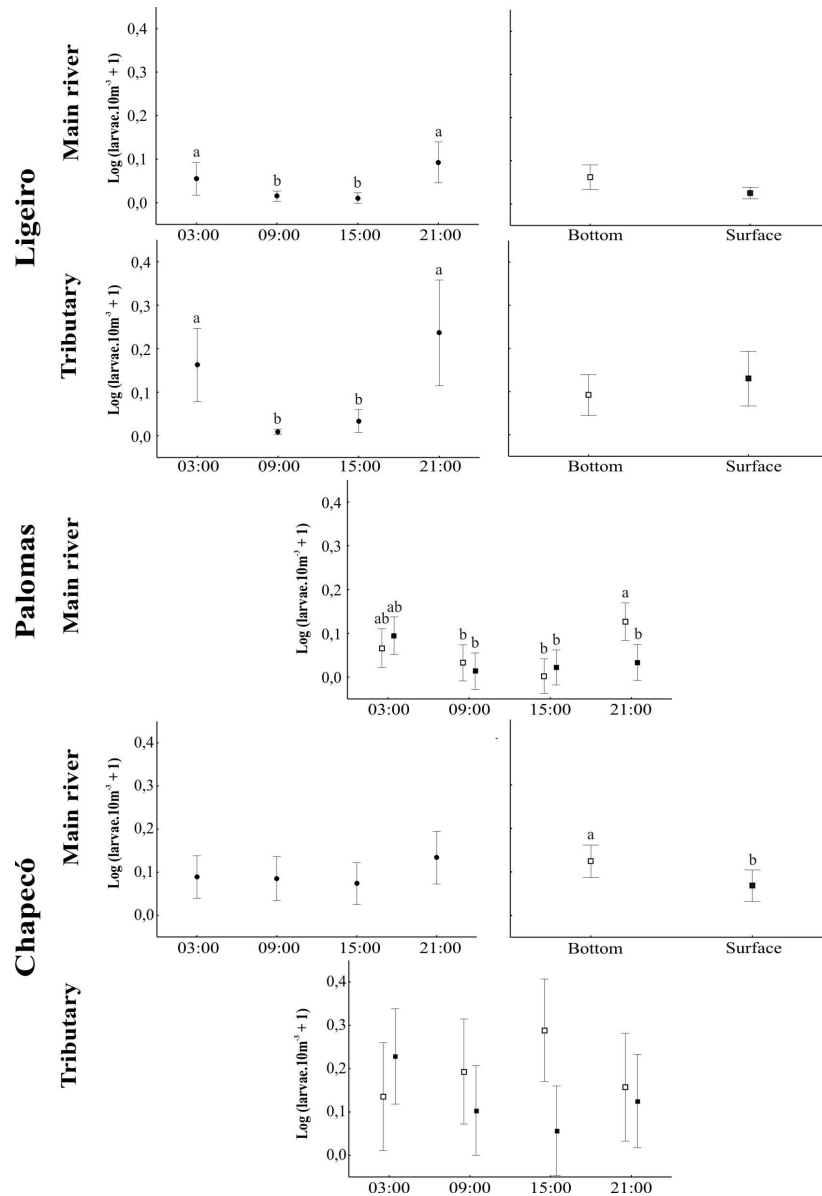 Ligeiro
Main river
Log (larvae.10m⁻³ + 1)
0,4
0,3
0,2
0,1
0,0
a
b
b
a
03:00 09:00 15:00 21:00
Bottom Surface
Tributary
Log (larvae.10m⁻³ + 1)
0,4
0,3
0,2
0,1
0,0
a
b
b
a
03:00 09:00 15:00 21:00
Bottom Surface
Palomas
Main river
Log (larvae.10m⁻³ + 1)
0,4
0,3
0,2
0,1
0,0
ab ab
b b
b b
a b
03:00 09:00 15:00 21:00
Chapecó
Main river
Log (larvae.10m⁻³ + 1)
0,4
0,3
0,2
0,1
0,0
03:00 09:00 15:00 21:00
a
b
Bottom Surface
Tributary
Log (larvae.10m⁻³ + 1)
0,4
0,3
0,2
0,1
0,0
03:00 09:00 15:00 21:00